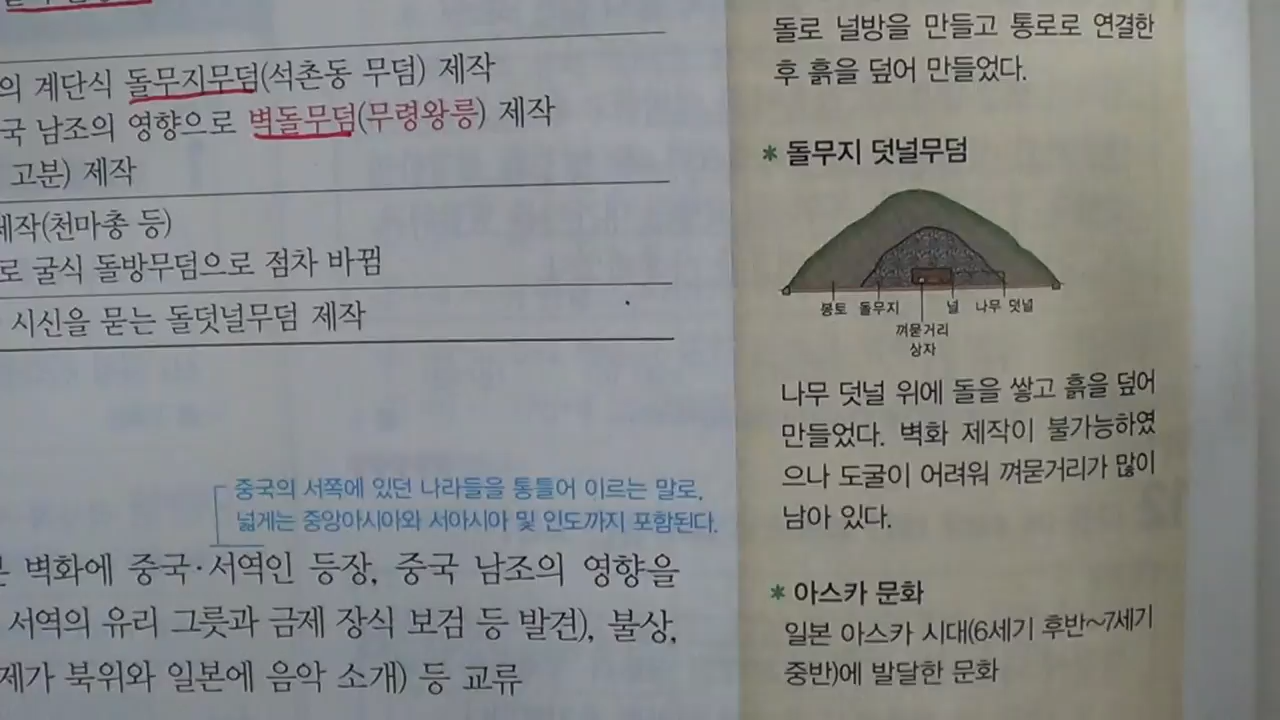 의 계단식 돌무지무덤(석촌동 무덤) 제작
국 남조의 영향으로 벽돌무덤(무령왕릉) 제작
고분) 제작
제작(천마총 등)
로 굴식 돌방무덤으로 점차 바뀜
시신을 묻는 돌덧널무덤 제작
중국의 서쪽에 있던 나라들을 통틀어 이르는 말로,
넓게는 중앙아시아와 서아시아 및 인도까지 포함된다.
벽화에 중국·서역인 등장, 중국 남조의 영향을
서역의 유리 그릇과 금제 장식 보검 등 발견), 불상,
제가 북위와 일본에 음악 소개) 등 교류
돌로 널방을 만들고 통로로 연결한
후 흙을 덮어 만들었다.
* 돌무지 덧널무덤
봉토 돌무지 널 나무 덧널
껴묻거리
상자
나무 덧널 위에 돌을 쌓고 흙을 덮어
만들었다. 벽화 제작이 불가능하였
으나 도굴이 어려워 껴묻거리가 많이
남아 있다.
* 아스카 문화
일본 아스카 시대(6세기 후반~7세기
중반)에 발달한 문화